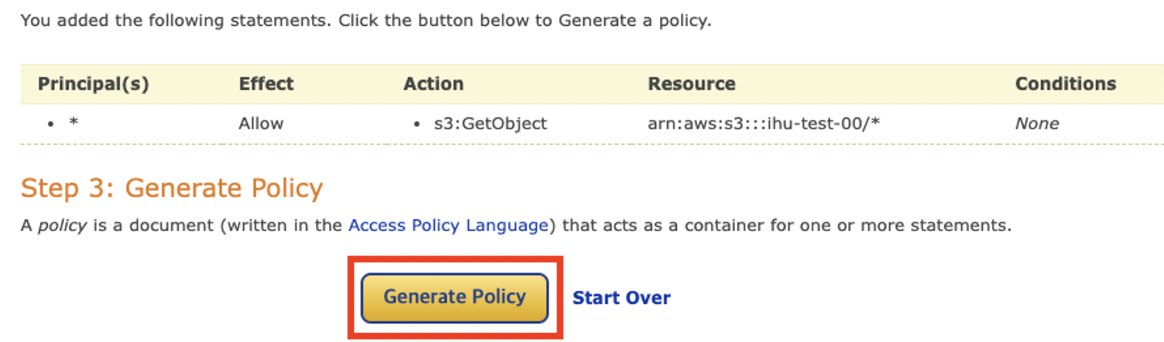 You added the following statements. Click the button below to Generate a policy.
Principal(s) Effect Action Resource Conditions
• * Allow • s3:GetObject arn:aws:s3:::ihu-test-00/* None
Step 3: Generate Policy
A policy is a document (written in the Access Policy Language) that acts as a container for one or more statements.
Generate Policy Start Over